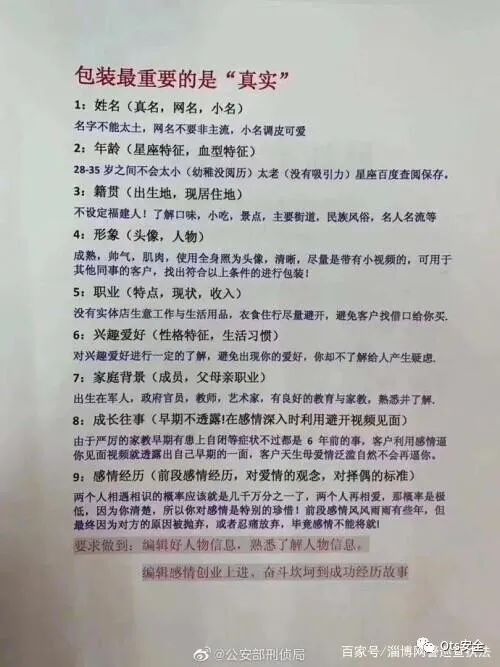 包装最重要的是“真实”
1：姓名（真名，网名，小名）
名字不能太土，网名不要非主流，小名调皮可爱
2：年龄（星座特征，血型特征）
28-35 岁之间不会太小（幼稚没阅历）太老（没有吸引力）星座百度查阅保存。
3：籍贯（出生地，现居住地）
不设定福建人！了解口味，小吃，景点，主要街道，民族风俗，名人名流等
4：形象（头像，人物）
成熟，帅气，肌肉，使用全身照为头像，清晰，尽量是带有小视频的，可用于
其他同事的客户，找出符合以上条件的进行包装！
5：职业（特点，现状，收入）
没有实体店生意工作与生活用品，衣食住行尽量避开，避免客户找借口给你买.
6：兴趣爱好（性格特征，生活习惯）
对兴趣爱好进行一定的了解，避免出现你的爱好，你却不了解给人产生疑虑.
7：家庭背景（成员，父母亲职业）
出生在军人，政府官员，教师，艺术家，有良好的教育与家教，熟悉并了解.
8：成长往事（早期不透露!在感情深入时利用避开视频见面）
由于严厉的家教早期有患上自闭等症状不过都是 6 年前的事，客户利用感情逼
你见面视频就透露出自己早期的一面，客户天生母爱情泛滥自然不会再逼你。
9：感情经历（前段感情经历，对爱情的观念，对择偶的标准）
两个人相遇相识的概率应该就是几千万分之一了，两个人再相爱，那概率是极
低，因为你清楚，所以你对感情是特别的珍惜！前段感情风风雨雨有些年，但
最终因为对方的原因被抛弃，或者忍痛放弃，毕竟感情不能将就!
要求做到：编辑好人物信息，熟悉了解人物信息。
编辑感情创业上进、奋斗坎坷到成功经历故事
@公安部刑侦局
Ots安全
百家号/淄博网警巡查执法